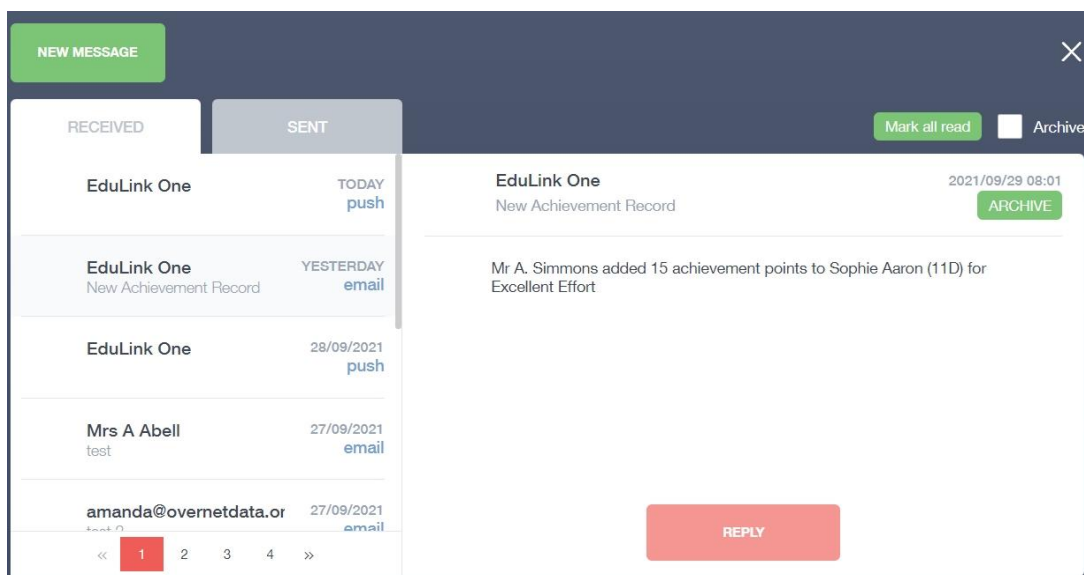 NEW MESSAGE
RECEIVED
SENT
Mark all read
Archive
EduLink One
TODAY
push
EduLink One
YESTERDAY
New Achievement Record
email
EduLink One
28/09/2021
push
Mrs A Abell
27/09/2021
test
email
amanda@overnetdata.or
27/09/2021
test 2
email
« 1 2 3 4 »
EduLink One
2021/09/29 08:01
New Achievement Record
ARCHIVE
Mr A. Simmons added 15 achievement points to Sophie Aaron (11D) for
Excellent Effort
REPLY